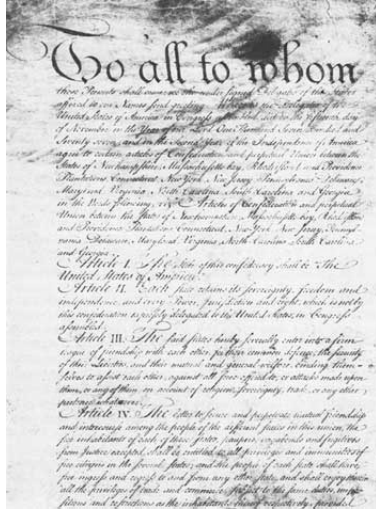 To all to whom
these Presents shall come, we the under signed Delegates of the States
affixed to our Names send greeting. Whereas the Delegates of the
United States of America in Congress assembled did on the fifteenth day
of November in the Year of our Lord One Thousand Seven Hundred and
Seventy seven, and in the Second Year of the Independence of America
agree to certain articles of Confederation and perpetual Union between the
States of Newhampshire, Massachusetts-bay, Rhodeisland and Providence
Plantations, Connecticut, New York, New Jersey, Pennsylvania, Delaware,
Maryland, Virginia, North Carolina, South Carolina and Georgia
in the Words following, viz. Articles of Confederation and perpetual
Union between the States of Newhampshire, Massachusetts-bay, Rhodeisland
and Providence Plantations, Connecticut, New York, New Jersey, Pennsyl-
vania, Delaware, Maryland, Virginia, North Carolina, South Carolina
and Georgia.
Article I. The Stile of this confederacy shall be "The
United States of America."
Article II. Each state retains its sovereignty, freedom and
independence, and every Power, Jurisdiction and right, which is not by
this confederation expressly delegated to the United States, in Congress
assembled.
Article III. The said states hereby severally enter into a firm
league of friendship with each other, for their common defence, the security
of their Liberties, and their mutual and general welfare, binding them-
selves to assist each other, against all force offered to, or attacks made upon
them, or any of them, on account of religion, sovereignty, trade, or any other
pretence whatever.
Article IV. The better to secure and perpetuate mutual friendship
and intercourse among the people of the different states in this union, the
free inhabitants of each of these states, paupers, vagabonds and fugitives
from Justice excepted, shall be entitled to all privileges and immunities of
free citizens in the several states; and the people of each state shall have
free ingress and regress to and from any other state, and shall enjoy therein
all the privileges of trade and commerce, subject to the same duties, impo-
sitions and restrictions as the inhabitants thereof respectively, provided